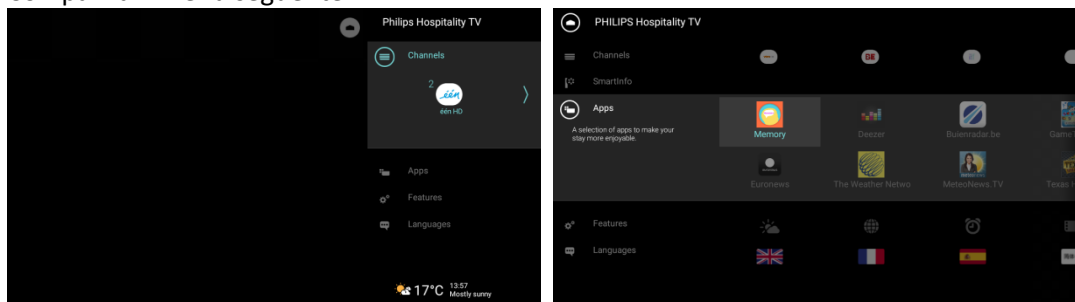 Philips Hospitality TV
Channels
2
één
één HD
Apps
Features
Languages
17°C
13:57
Mostly sunny
PHILIPS Hospitality TV
Channels
SmartInfo
Apps
A selection of apps to make your
stay more enjoyable.
Memory
Deezer
Buienradar.be
Euronews
The Weather Netwo
MeteoNews.TV
Features
Languages